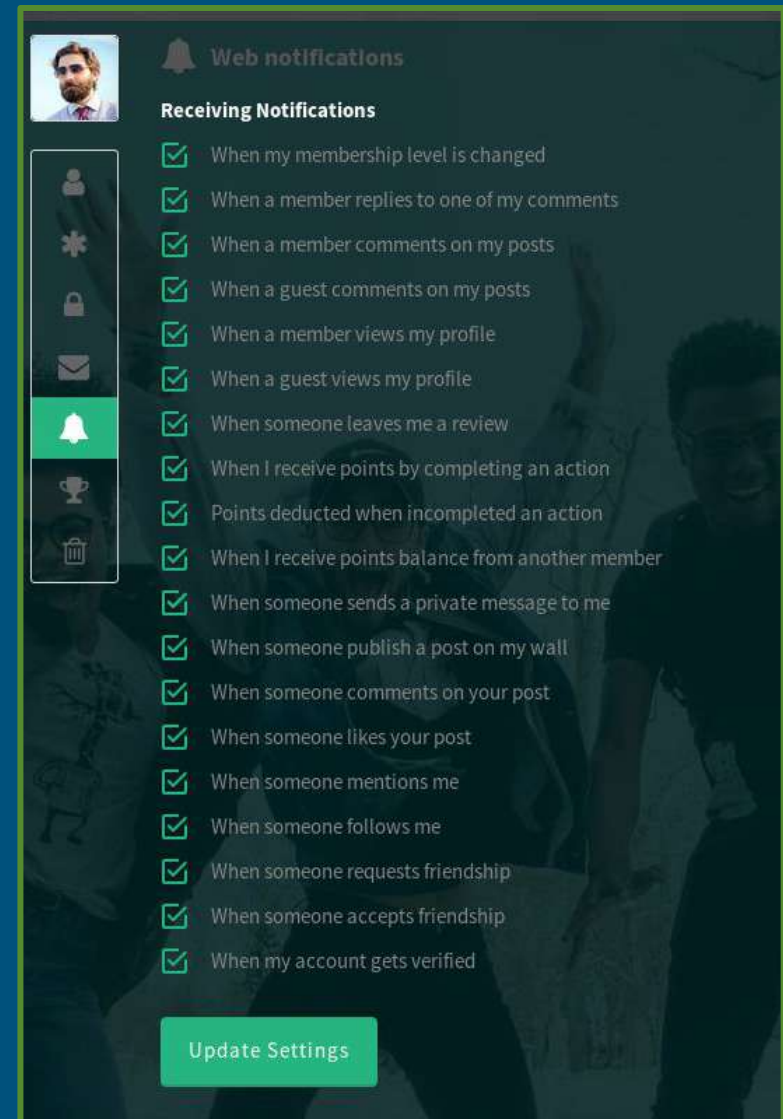 Web notifications
Receiving Notifications
When my membership level is changed
When a member replies to one of my comments
When a member comments on my posts
When a guest comments on my posts
When a member views my profile
When a guest views my profile
When someone leaves me a review
When I receive points by completing an action
Points deducted when incompleted an action
When I receive points balance from another member
When someone sends a private message to me
When someone publish a post on my wall
When someone comments on your post
When someone likes your post
When someone mentions me
When someone follows me
When someone requests friendship
When someone accepts friendship
When my account gets verified
Update Settings